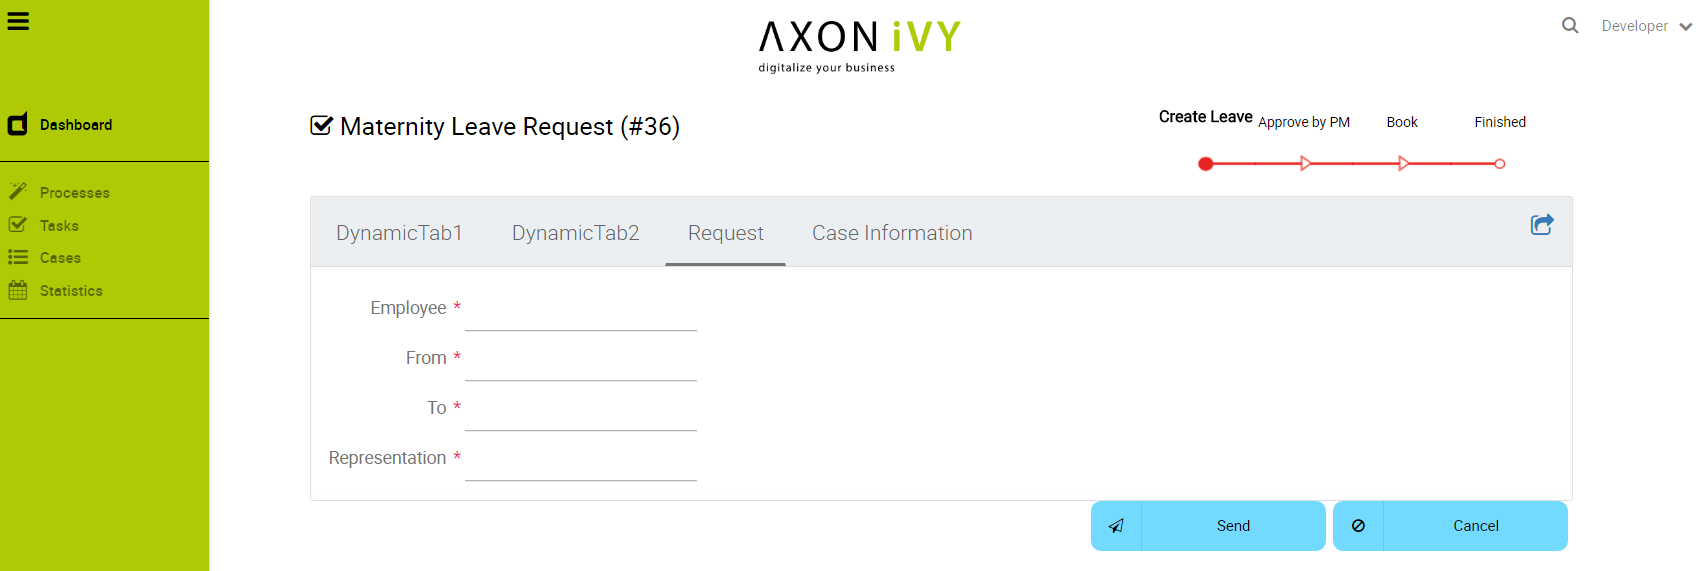 AXON iVY
digitalize your business
Developer
Dashboard
Processes
Tasks
Cases
Statistics
Maternity Leave Request (#36)
Create Leave Approve by PM Book Finished
DynamicTab1 DynamicTab2 Request Case Information
Employee *
From *
To *
Representation *
Send Cancel